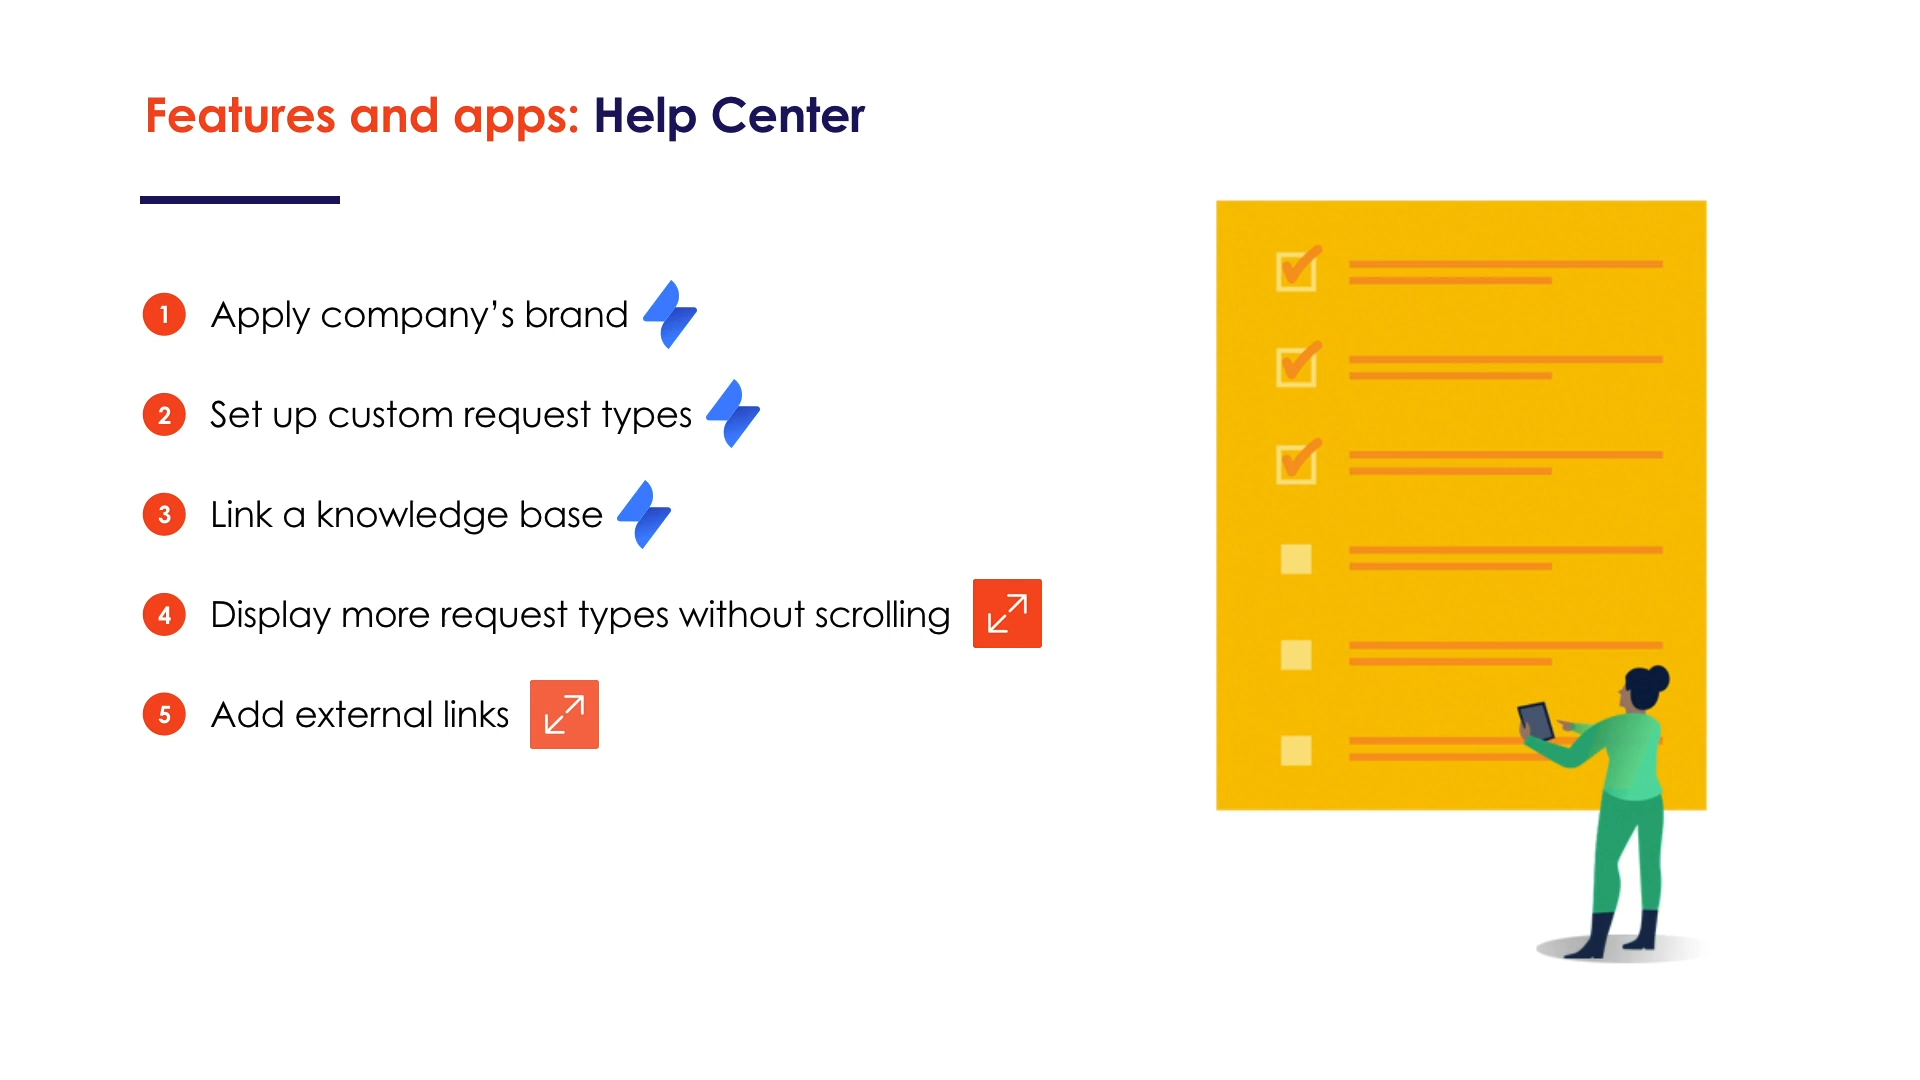 Features and apps: Help Center
1 Apply company’s brand
2 Set up custom request types
3 Link a knowledge base
4 Display more request types without scrolling
5 Add external links